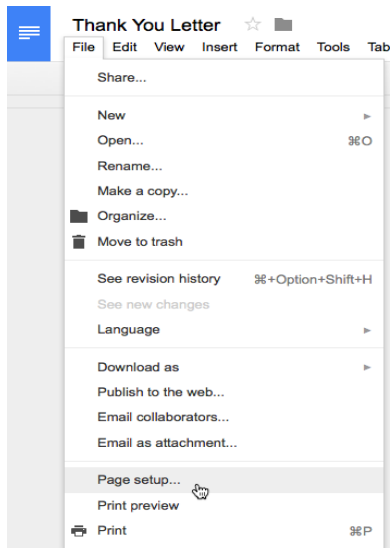 Thank You Letter
File Edit View Insert Format Tools Tab
Share...
New
Open... ⌘O
Rename...
Make a copy...
Organize...
Move to trash
See revision history ⌘+Option+Shift+H
See new changes
Language
Download as
Publish to the web...
Email collaborators...
Email as attachment...
Page setup...
Print preview
Print ⌘P